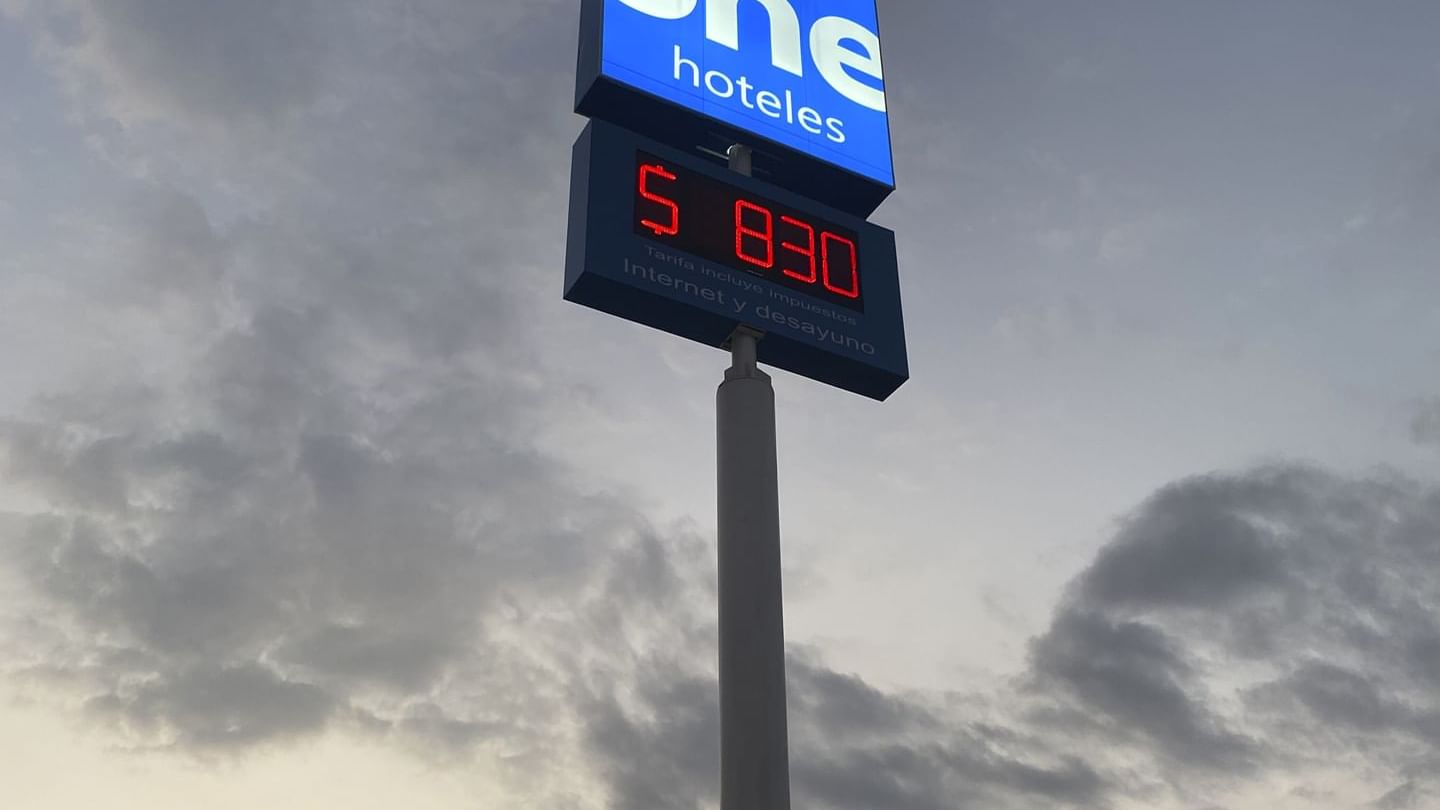 one
hoteles
$ 830
Tarifa incluye impuestos
Internet y desayuno